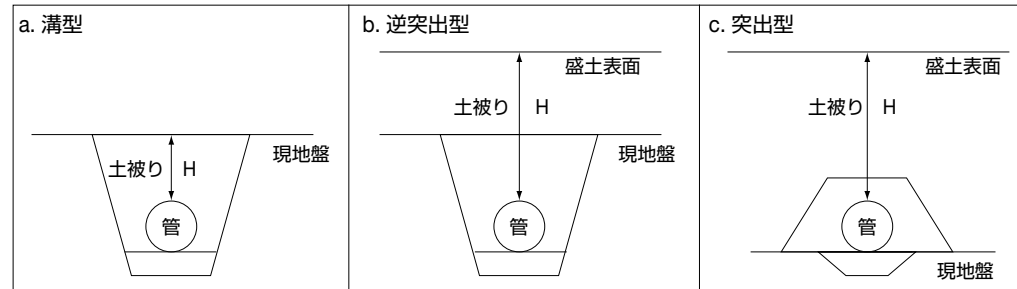 a. 溝型
土被り H
現地盤
管
b. 逆突出型
盛土表面
土被り H
現地盤
管
c. 突出型
盛土表面
土被り H
管
現地盤